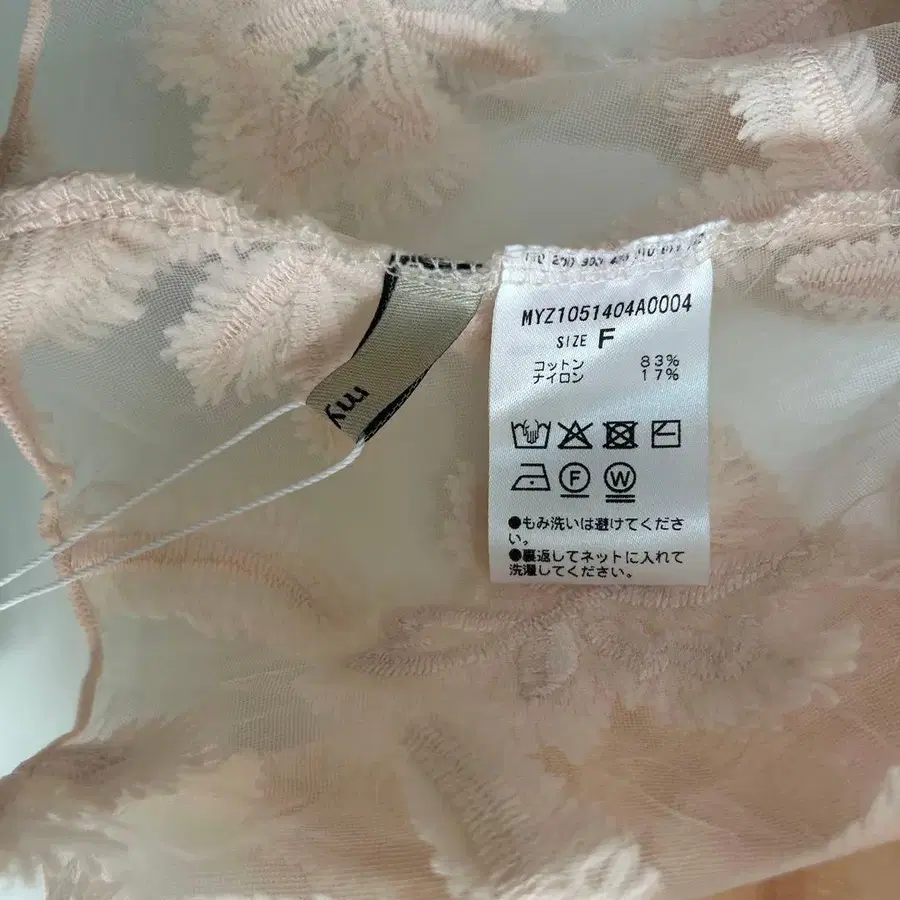 my
MYZ1051404A0004
SIZE F
コットン 83%
ナイロン 17%
F W
●もみ洗いは避けてくださ
い。
●裏返してネットに入れて
洗濯してください。